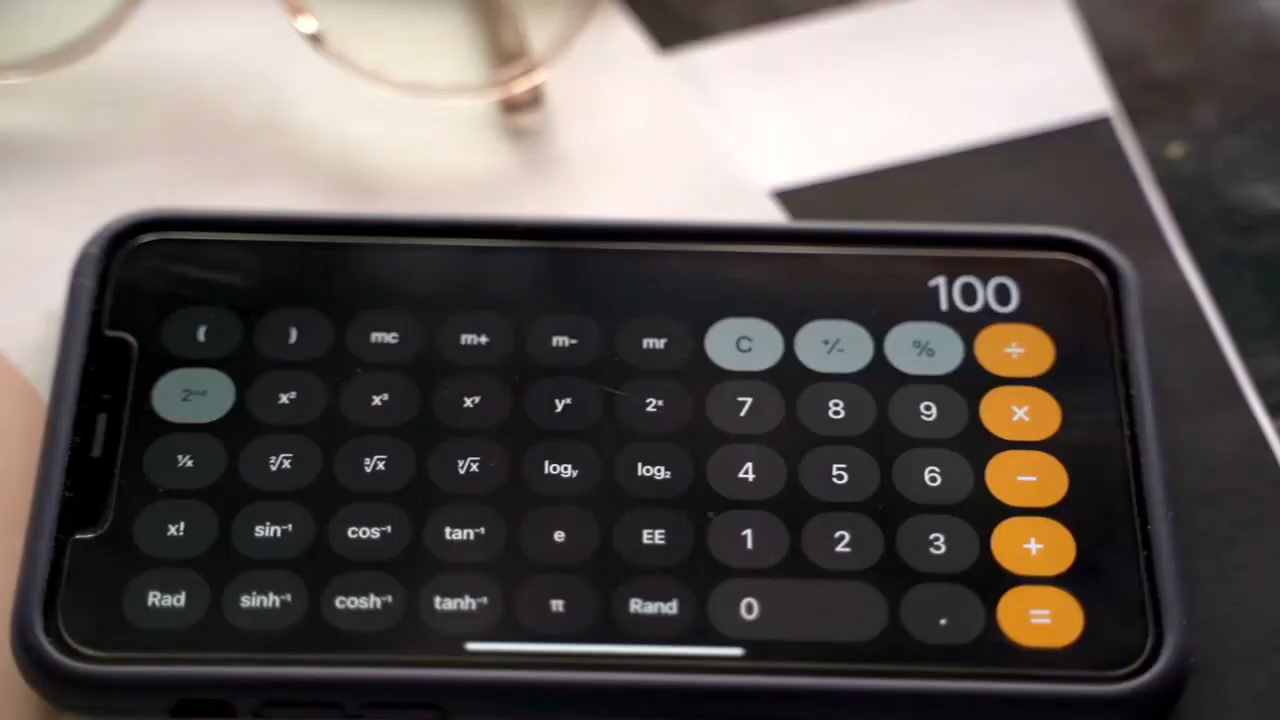 100
( ) mc m+ m- mr C +/- % ÷
2ⁿᵈ x² x³ xʸ yˣ 2ˣ 7 8 9 ×
¹/x ²√x ³√x ʸ√x logᵧ log₂ 4 5 6 −
x! sin⁻¹ cos⁻¹ tan⁻¹ e EE 1 2 3 +
Rad sinh⁻¹ cosh⁻¹ tanh⁻¹ π Rand 0 . =